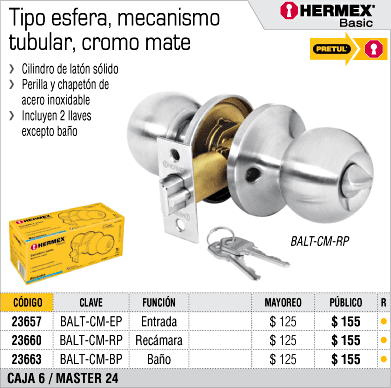 Tipo esfera, mecanismo
tubular, cromo mate
HERMEX®
Basic
PRETUL®
Cilindro de latón sólido
Perilla y chapetón de
acero inoxidable
Incluyen 2 llaves
excepto baño
HERMEX
BALT-CM-RP
CÓDIGO CLAVE FUNCIÓN MAYOREO PÚBLICO R
23657 BALT-CM-EP Entrada $ 125 $ 155
23660 BALT-CM-RP Recámara $ 125 $ 155
23663 BALT-CM-BP Baño $ 125 $ 155
CAJA 6 / MASTER 24